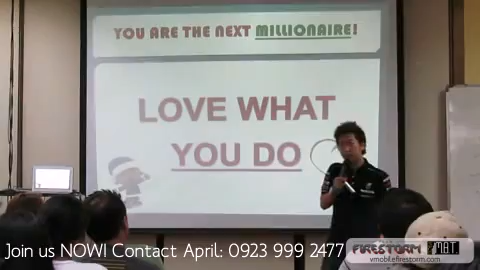 YOU ARE THE NEXT MILLIONAIRE!
LOVE WHAT
YOU DO
Join us NOW! Contact April: 0923 999 2477
FIRESTORM
vmobilefirestorm.com